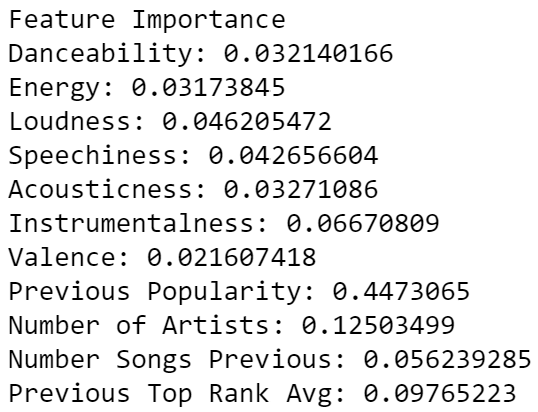 Feature Importance
Danceability: 0.032140166
Energy: 0.03173845
Loudness: 0.046205472
Speechiness: 0.042656604
Acousticness: 0.03271086
Instrumentalness: 0.06670809
Valence: 0.021607418
Previous Popularity: 0.4473065
Number of Artists: 0.12503499
Number Songs Previous: 0.056239285
Previous Top Rank Avg: 0.09765223